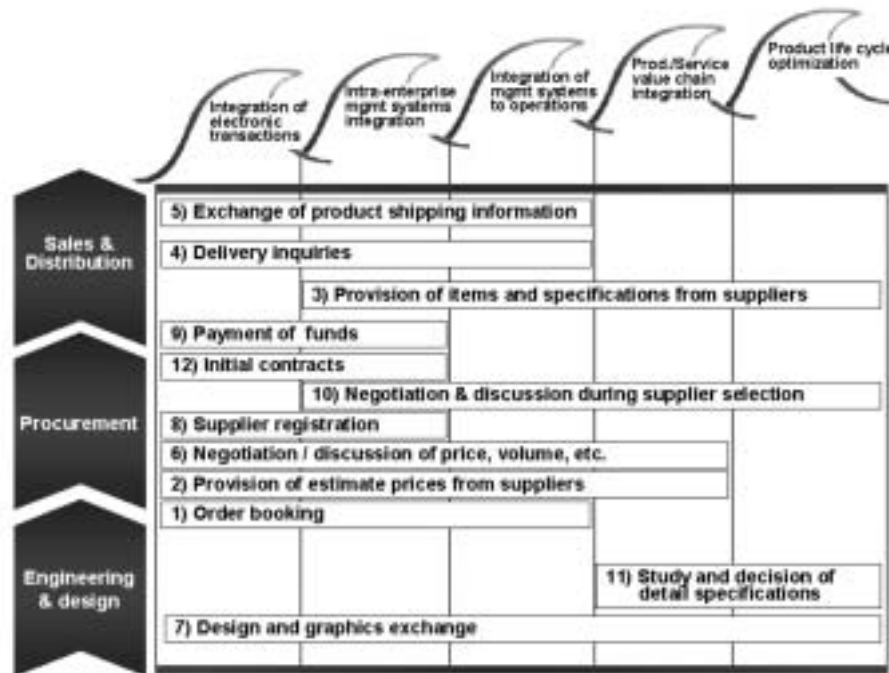 Integration of
electronic
transactions
Intra-enterprise
mgmt systems
integration
Integration of
mgmt systems
to operations
Prod./Service
value chain
integration
Product life cycle
optimization
Sales &
Distribution
5) Exchange of product shipping information
4) Delivery inquiries
3) Provision of items and specifications from suppliers
Procurement
9) Payment of funds
12) Initial contracts
10) Negotiation & discussion during supplier selection
8) Supplier registration
6) Negotiation / discussion of price, volume, etc.
2) Provision of estimate prices from suppliers
1) Order booking
Engineering
& design
11) Study and decision of
detail specifications
7) Design and graphics exchange